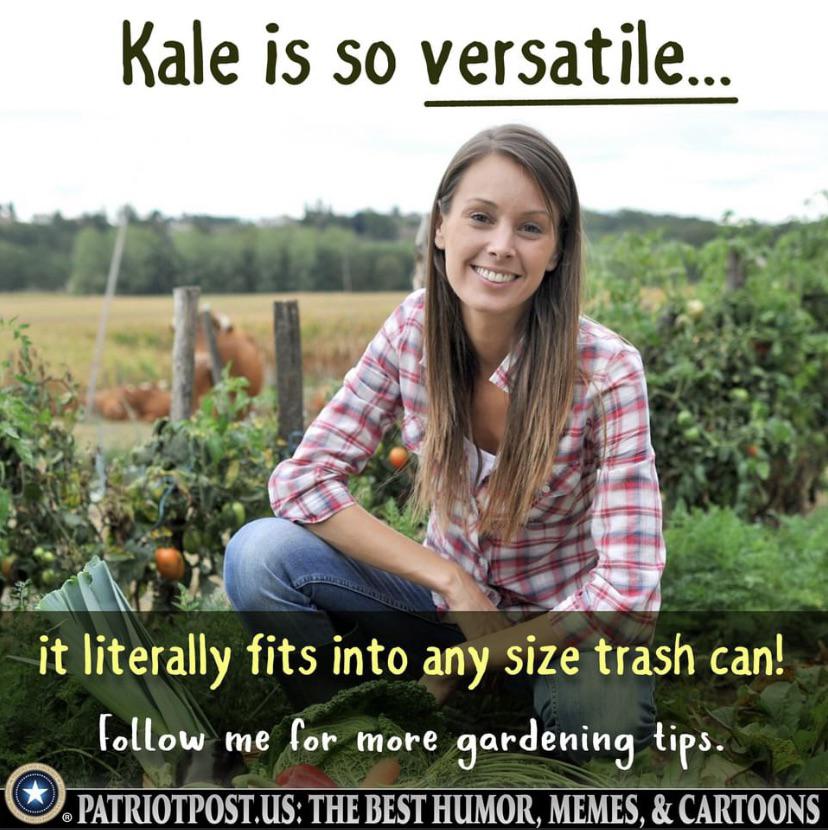 Kale is so versatile...
it literally fits into any size trash can!
Follow me for more gardening tips.
® PATRIOTPOST.US: THE BEST HUMOR, MEMES, & CARTOONS